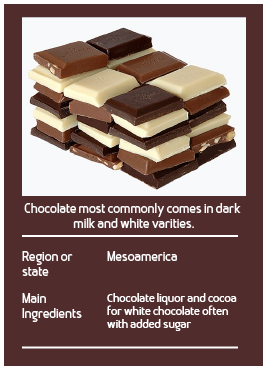 Chocolate most commonly comes in dark
milk and white varities.
Region or
state
Mesoamerica
Main
Ingredients
Chocolate liquor and cocoa
for white chocolate often
with added sugar